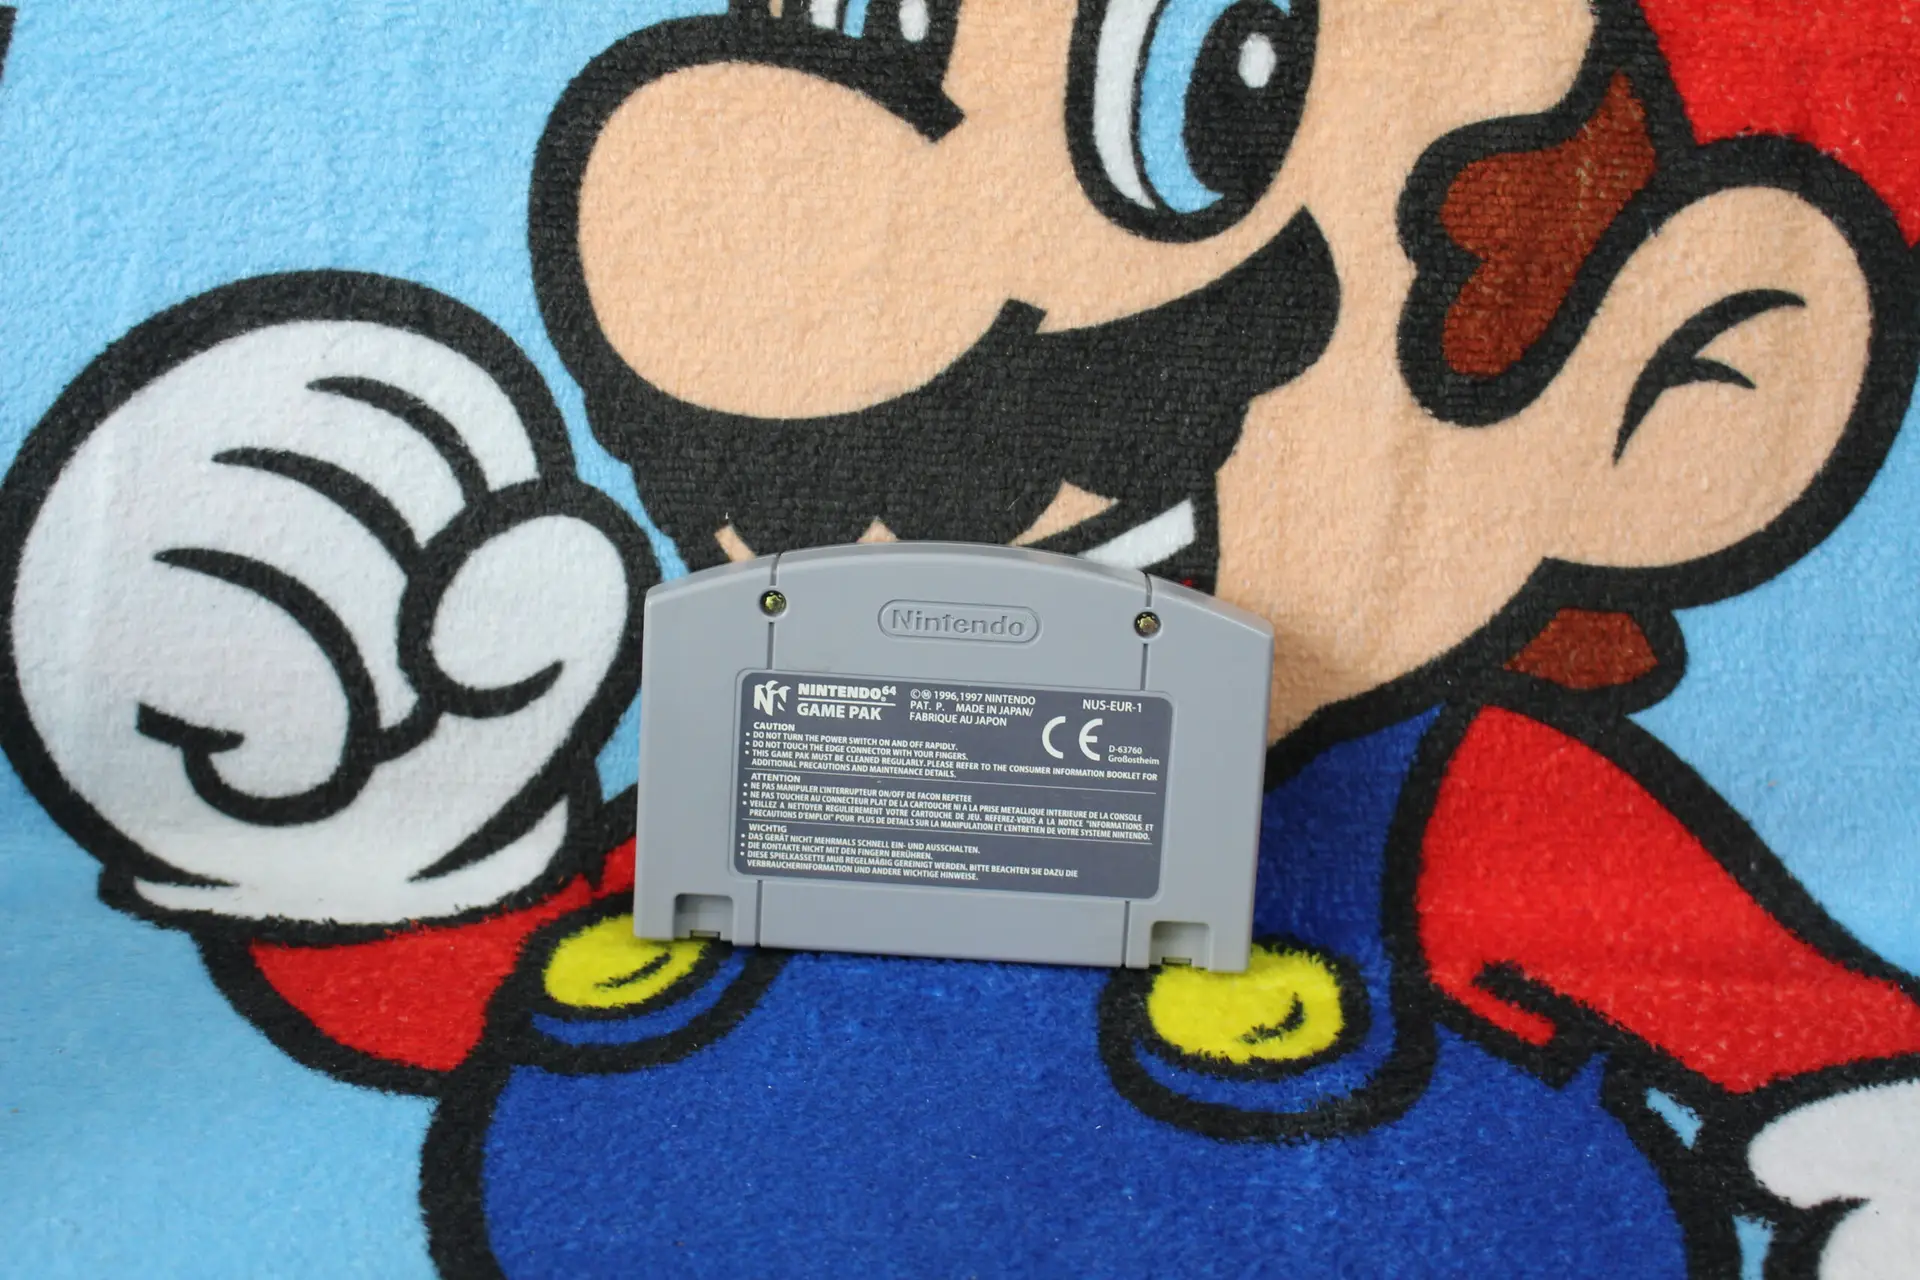 Nintendo
NINTENDO64
GAME PAK
©Ⓜ 1996,1997 NINTENDO
PAT. P. MADE IN JAPAN/
FABRIQUE AU JAPON
NUS-EUR-1
CE
D-63760
Großostheim
CAUTION
• DO NOT TURN THE POWER SWITCH ON AND OFF RAPIDLY.
• DO NOT TOUCH THE EDGE CONNECTOR WITH YOUR FINGERS.
• THIS GAME PAK MUST BE CLEANED REGULARLY. PLEASE REFER TO THE CONSUMER INFORMATION BOOKLET FOR
ADDITIONAL PRECAUTIONS AND MAINTENANCE DETAILS.
ATTENTION
• NE PAS MANIPULER L'INTERRUPTEUR ON/OFF DE FACON REPETEE
• NE PAS TOUCHER AU CONNECTEUR PLAT DE LA CARTOUCHE NI A LA PRISE METALLIQUE INTERIEURE DE LA CONSOLE
• VEILLEZ A NETTOYER REGULIEREMENT VOTRE CARTOUCHE DE JEU. REFEREZ-VOUS A LA NOTICE "INFORMATIONS ET
PRECAUTIONS D'EMPLOI" POUR PLUS DE DETAILS SUR LA MANIPULATION ET L'ENTRETIEN DE VOTRE SYSTEME NINTENDO.
WICHTIG
• DAS GERÄT NICHT MEHRMALS SCHNELL EIN- UND AUSSCHALTEN.
• DIE KONTAKTE NICHT MIT DEN FINGERN BERÜHREN.
• DIESE SPIELKASSETTE MUß REGELMÄßIG GEREINIGT WERDEN. BITTE BEACHTEN SIE DAZU DIE
VERBRAUCHERINFORMATION UND ANDERE WICHTIGE HINWEISE.